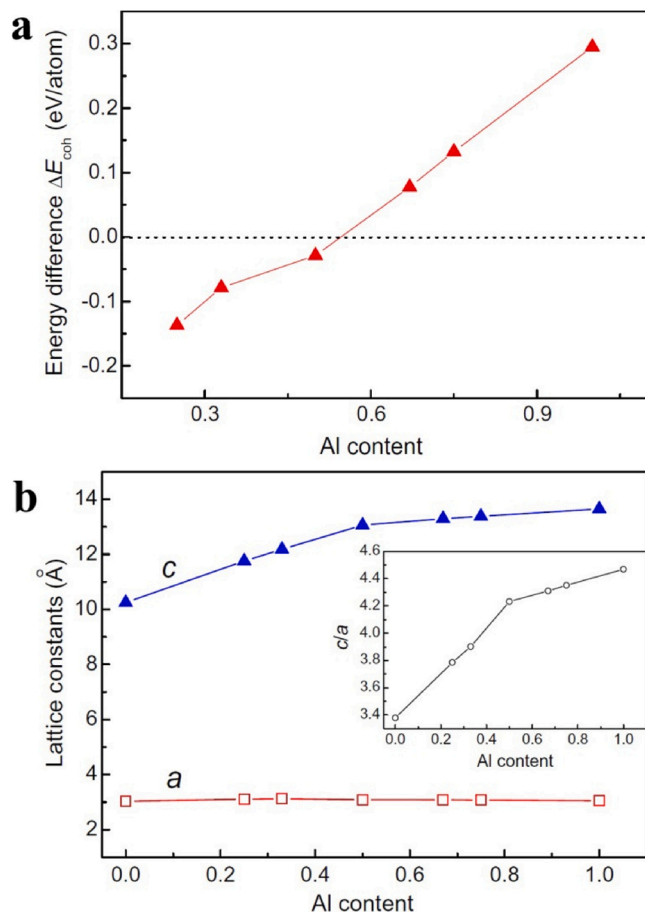 a
Energy difference ΔE_coh (eV/atom)
0.3
0.2
0.1
0.0
-0.1
-0.2
0.3 0.6 0.9
Al content
b
Lattice constants (Å)
14
12
10
8
6
4
2
c
a
0.0 0.2 0.4 0.6 0.8 1.0
Al content
c/a
4.6
4.4
4.2
4.0
3.8
3.6
3.4
0.0 0.2 0.4 0.6 0.8 1.0
Al content